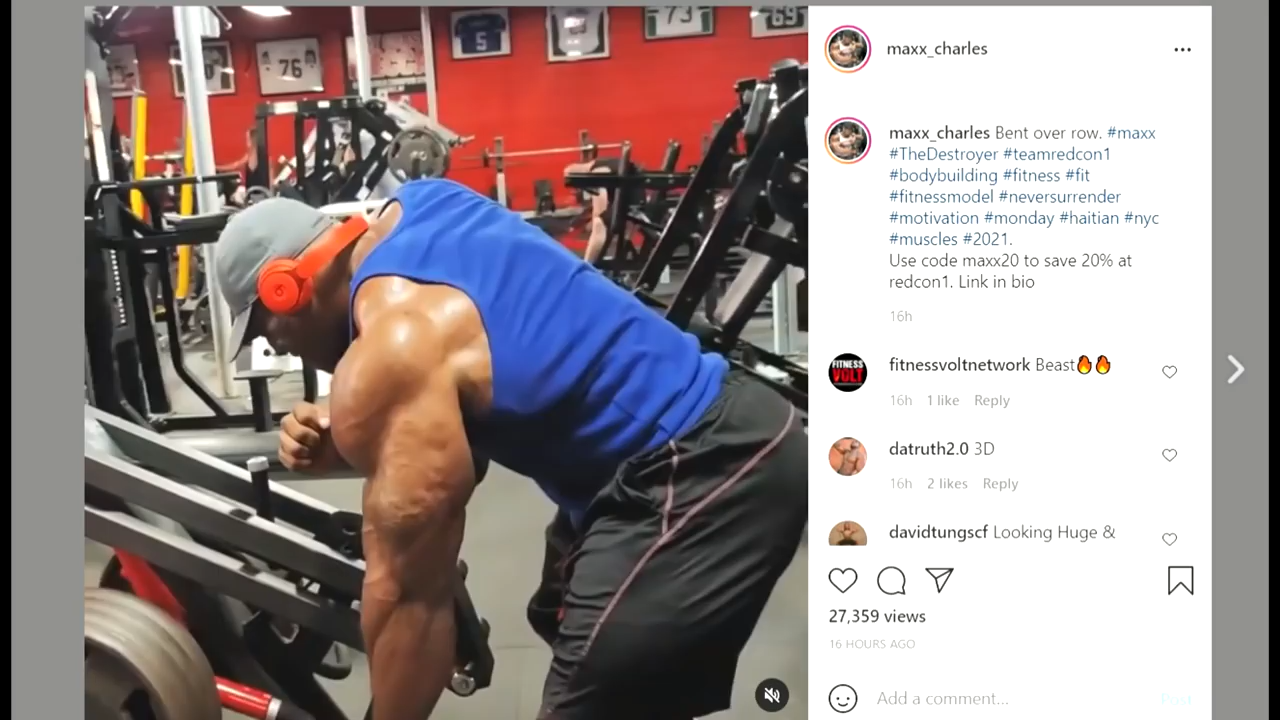 76
5
73
69
maxx_charles
maxx_charles Bent over row. #maxx
#TheDestroyer #teamredcon1
#bodybuilding #fitness #fit
#fitnessmodel #neversurrender
#motivation #monday #haitian #nyc
#muscles #2021.
Use code maxx20 to save 20% at
redcon1. Link in bio
16h
FITNESS
VOLT
fitnessvoltnetwork Beast🔥🔥
16h 1 like Reply
datruth2.0 3D
16h 2 likes Reply
davidtungscf Looking Huge &
27,359 views
16 HOURS AGO
Add a comment...
Post